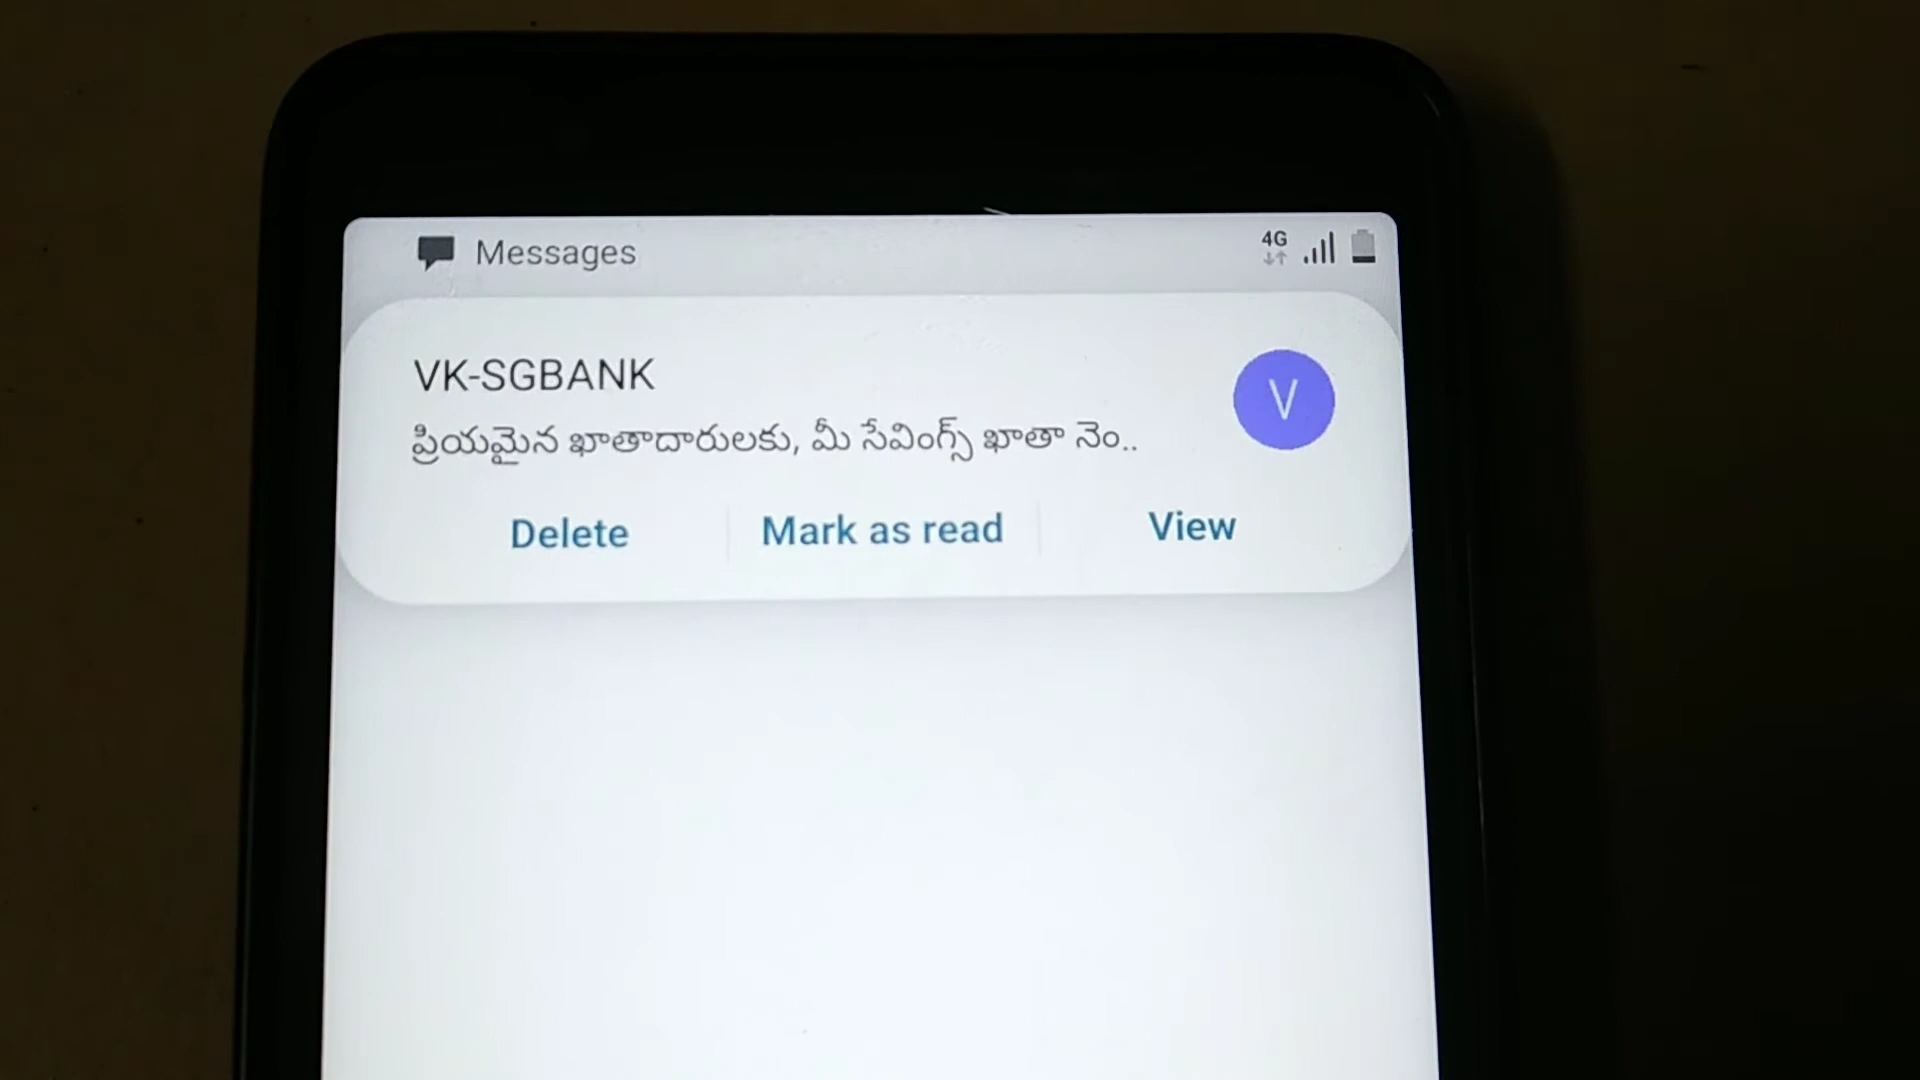 Messages 4G
VK-SGBANK
V
ప్రియమైన ఖాతాదారులకు, మీ సేవింగ్స్ ఖాతా నెం..
Delete Mark as read View